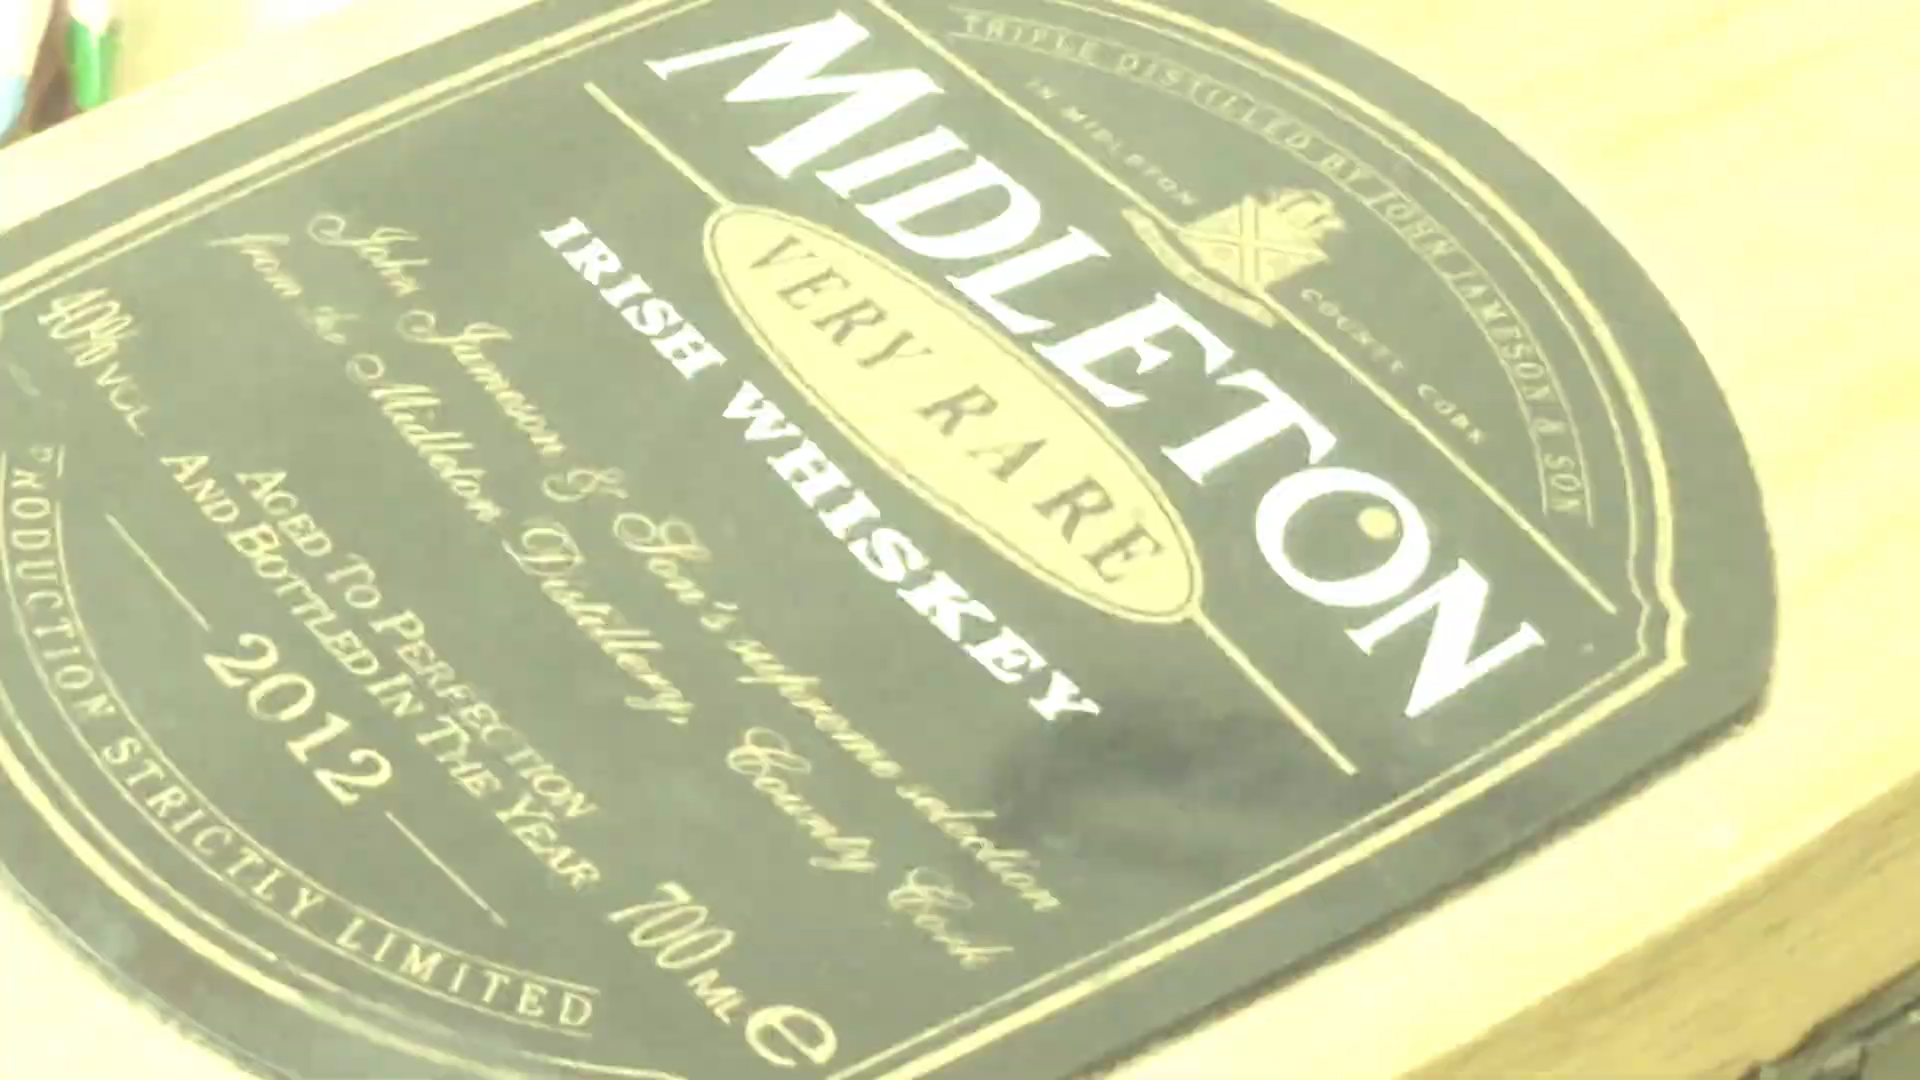 TRIPLE DISTILLED BY JOHN JAMESON & SON
IN MIDLETON COUNTY CORK
MIDLETON
VERY RARE
IRISH WHISKEY
John Jameson & Son's supreme selection
from the Midleton Distillery, County Cork
40% VOL
AGED TO PERFECTION
AND BOTTLED IN THE YEAR
2012
700 ML e
PRODUCTION STRICTLY LIMITED